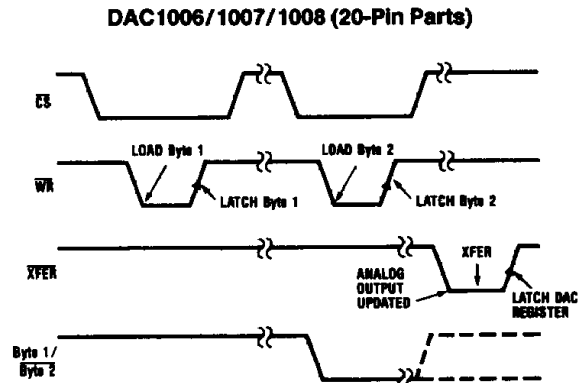 DAC1006/1007/1008 (20-Pin Parts)
CS
WR
LOAD Byte 1
LATCH Byte 1
LOAD Byte 2
LATCH Byte 2
XFER
ANALOG
OUTPUT
UPDATED
XFER
LATCH DAC
REGISTER
Byte 1/
Byte 2